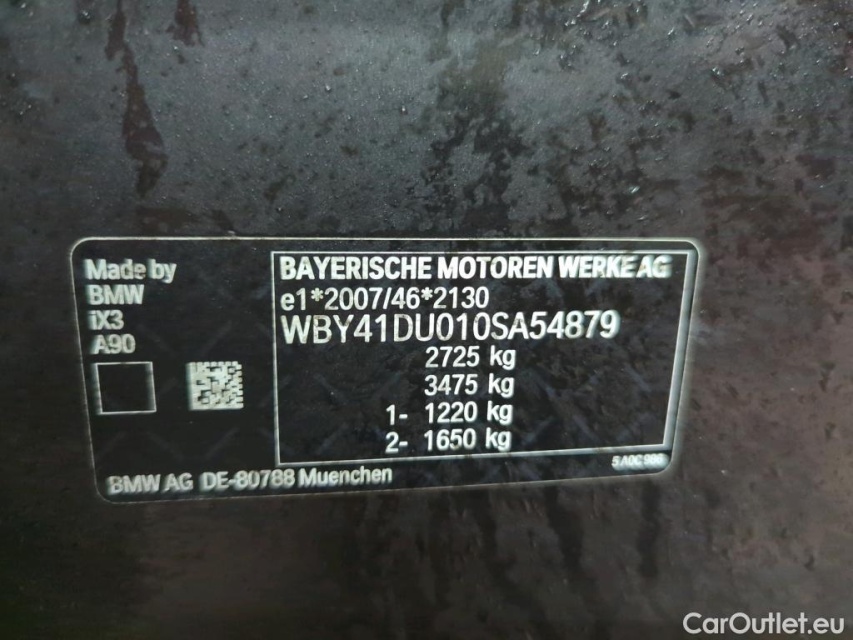 Made by
BMW
iX3
A90
BAYERISCHE MOTOREN WERKE AG
e1*2007/46*2130
WBY41DU010SA54879
2725 kg
3475 kg
1- 1220 kg
2- 1650 kg
BMW AG DE-80788 Muenchen
CarOutlet.eu